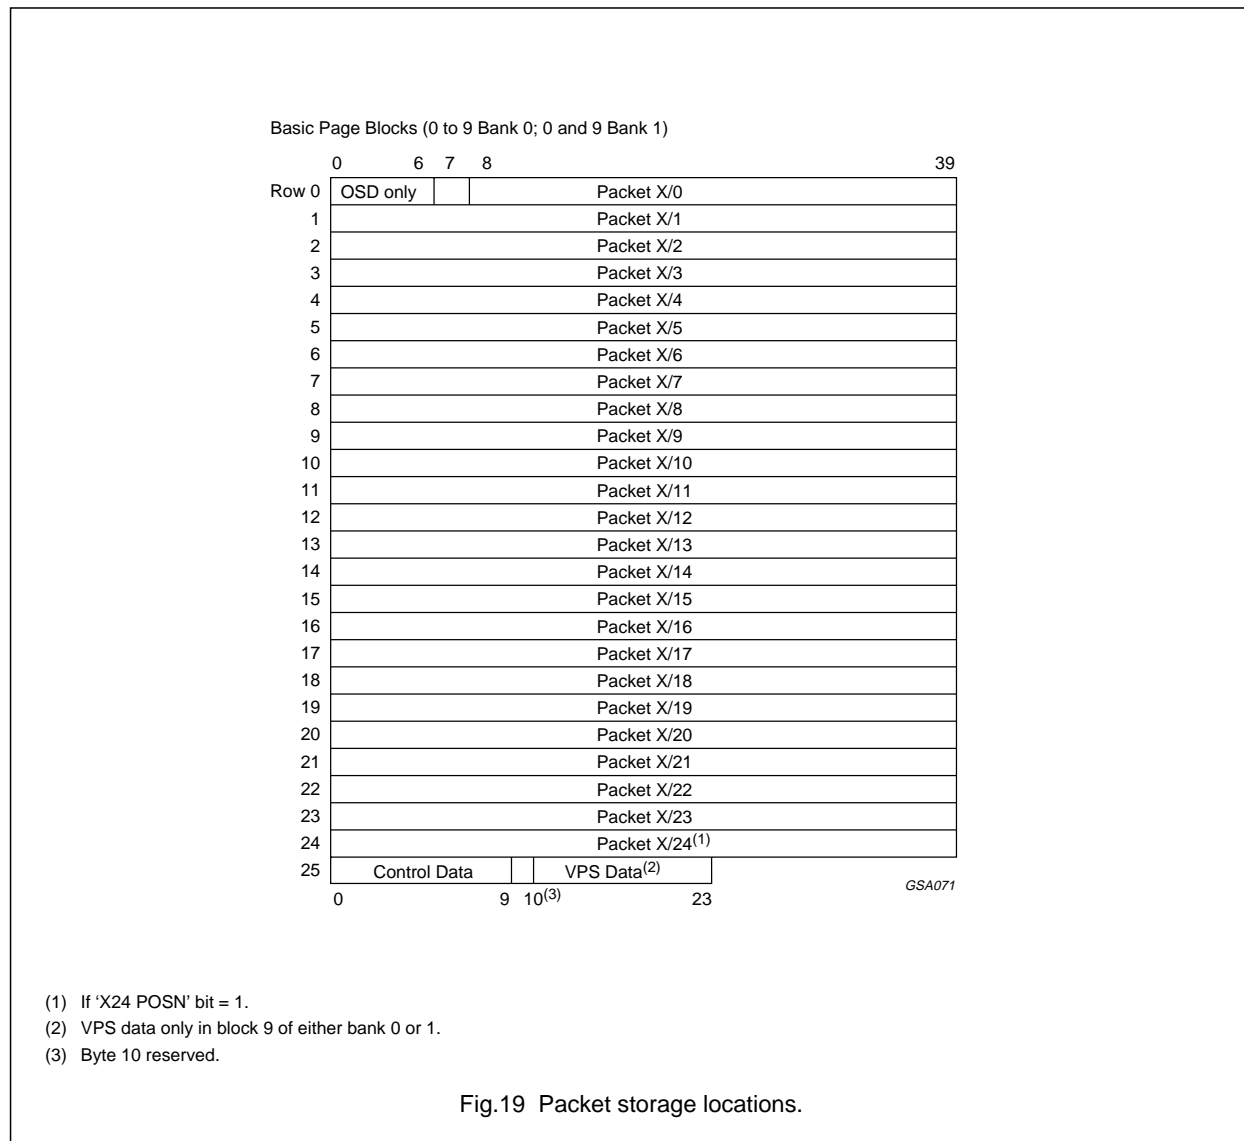 Basic Page Blocks (0 to 9 Bank 0; 0 and 9 Bank 1)
0 6 7 8 39
Row 0 OSD only Packet X/0
1 Packet X/1
2 Packet X/2
3 Packet X/3
4 Packet X/4
5 Packet X/5
6 Packet X/6
7 Packet X/7
8 Packet X/8
9 Packet X/9
10 Packet X/10
11 Packet X/11
12 Packet X/12
13 Packet X/13
14 Packet X/14
15 Packet X/15
16 Packet X/16
17 Packet X/17
18 Packet X/18
19 Packet X/19
20 Packet X/20
21 Packet X/21
22 Packet X/22
23 Packet X/23
24 Packet X/24(1)
25 Control Data VPS Data(2)
GSA071
0 9 10(3) 23
(1) If ‘X24 POSN’ bit = 1.
(2) VPS data only in block 9 of either bank 0 or 1.
(3) Byte 10 reserved.
Fig.19 Packet storage locations.